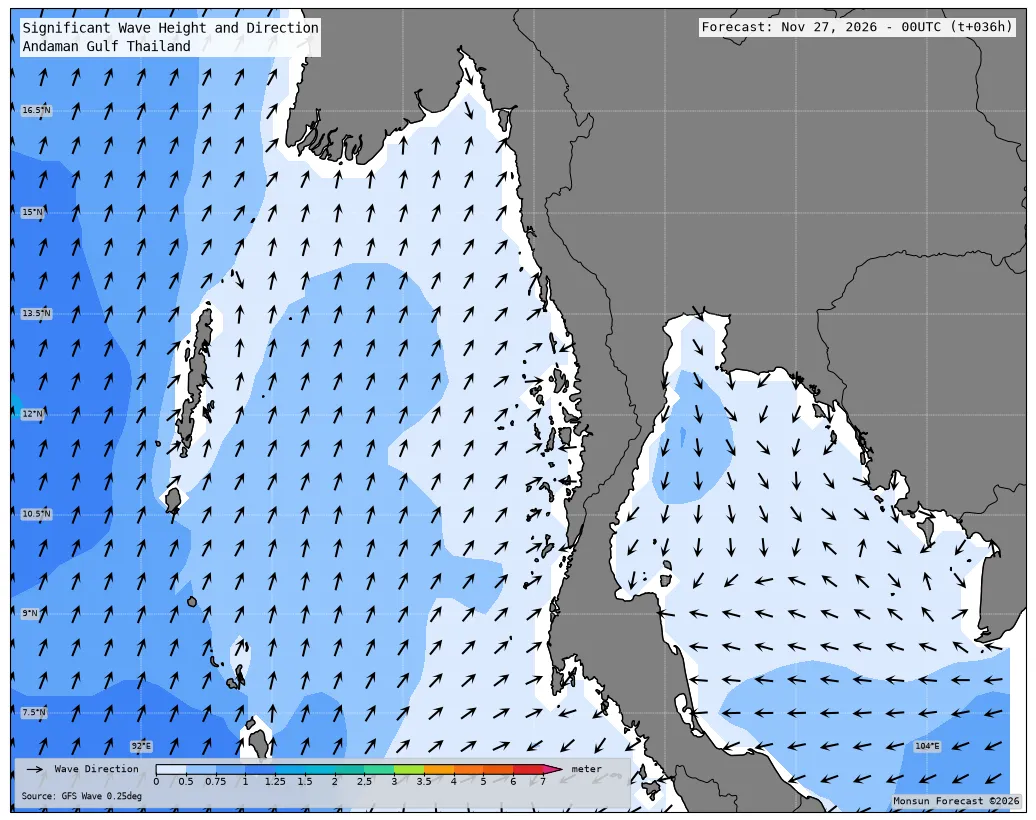 Significant Wave Height and Direction
Andaman Gulf Thailand
Forecast: Nov 27, 2026 - 00UTC (t+036h)
16.5°N
15°N
13.5°N
12°N
10.5°N
9°N
7.5°N
92°E
104°E
Wave Direction
0.5 0.75 1 1.25 1.5 2 2.5 3 3.5 4 5 6 7
meter
Source: GFS Wave 0.25deg
Monsun Forecast ©2026